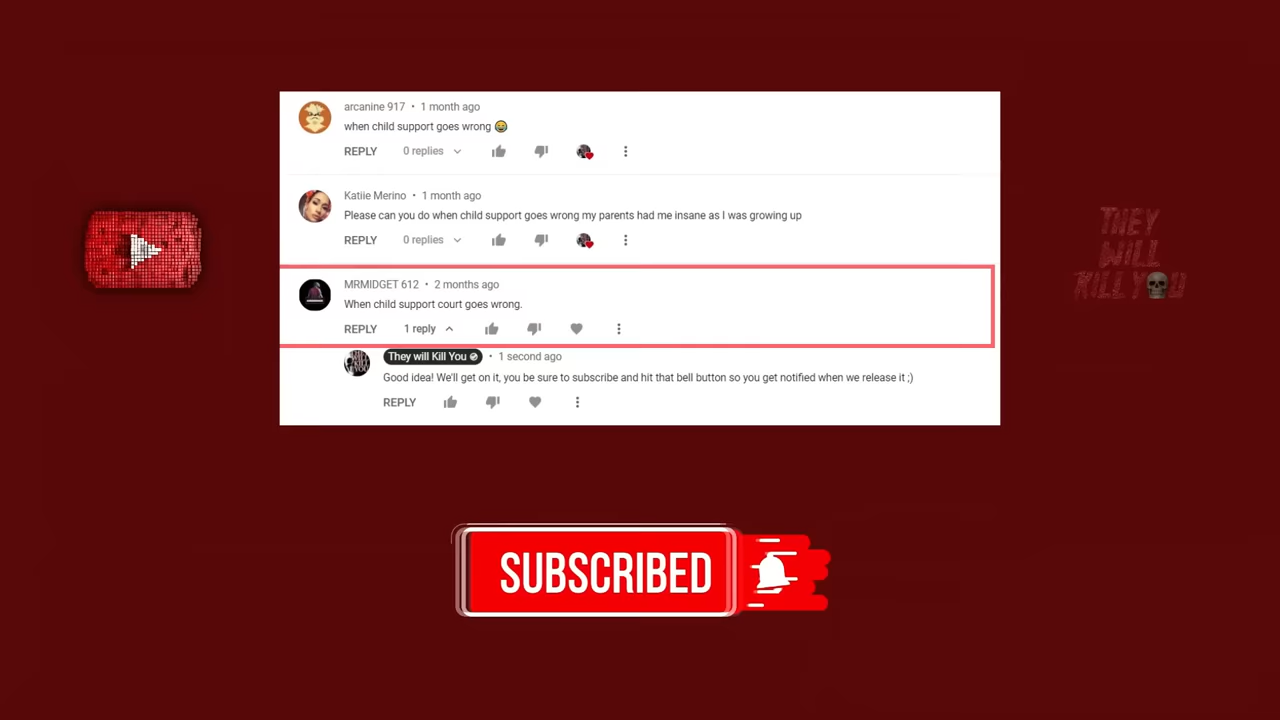 arcanine 917 • 1 month ago
when child support goes wrong 😂
REPLY 0 replies
Katiie Merino • 1 month ago
Please can you do when child support goes wrong my parents had me insane as I was growing up
REPLY 0 replies
MRMIDGET 612 • 2 months ago
When child support court goes wrong.
REPLY 1 reply
They will Kill You • 1 second ago
Good idea! We'll get on it, you be sure to subscribe and hit that bell button so you get notified when we release it ;)
REPLY
THEY
WILL
KILL YOU
SUBSCRIBED